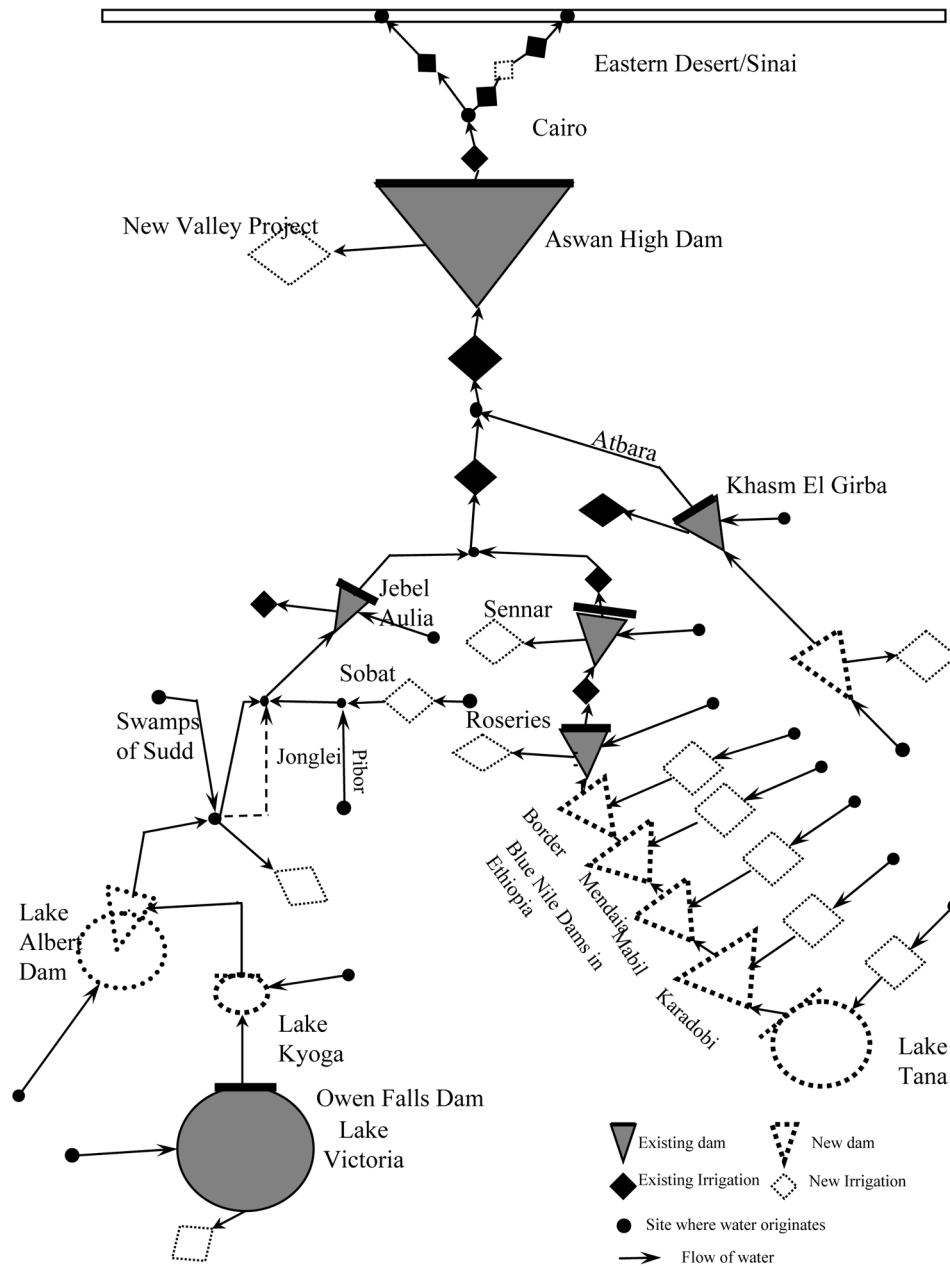 Eastern Desert/Sinai
Cairo
New Valley Project
Aswan High Dam
Atbara
Khasm El Girba
Jebel
Aulia
Sennar
Sobat
Swamps
of Sudd
Jonglei
Pibor
Roseries
Border
Blue Nile Dams in
Ethiopia
Mendaia
Mabil
Karadobi
Lake
Albert
Dam
Lake
Kyoga
Lake
Tana
Owen Falls Dam
Lake
Victoria
Existing dam
New dam
Existing Irrigation
New Irrigation
Site where water originates
Flow of water